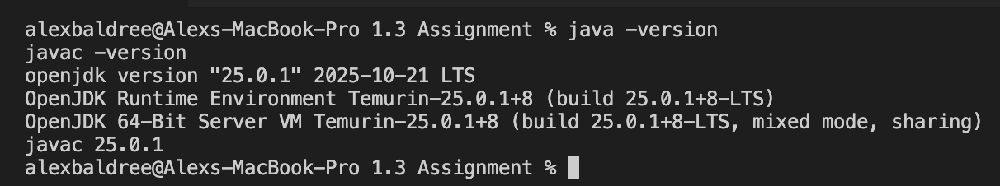 alexbaldree@Alexs-MacBook-Pro 1.3 Assignment % java -version
javac -version
openjdk version "25.0.1" 2025-10-21 LTS
OpenJDK Runtime Environment Temurin-25.0.1+8 (build 25.0.1+8-LTS)
OpenJDK 64-Bit Server VM Temurin-25.0.1+8 (build 25.0.1+8-LTS, mixed mode, sharing)
javac 25.0.1
alexbaldree@Alexs-MacBook-Pro 1.3 Assignment %